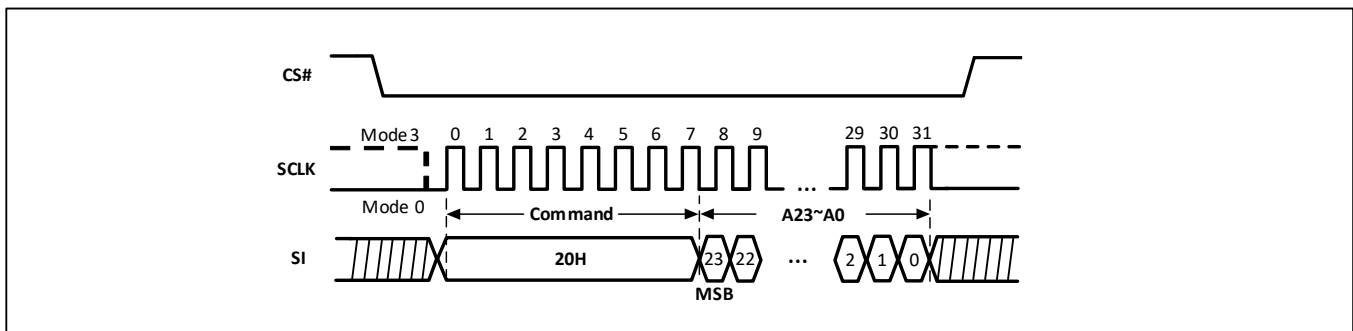 CS#
Mode 3 0 1 2 3 4 5 6 7 8 9 29 30 31
SCLK
...
Mode 0 Command A23~A0
SI 20H 23 22 ... 2 1 0
MSB